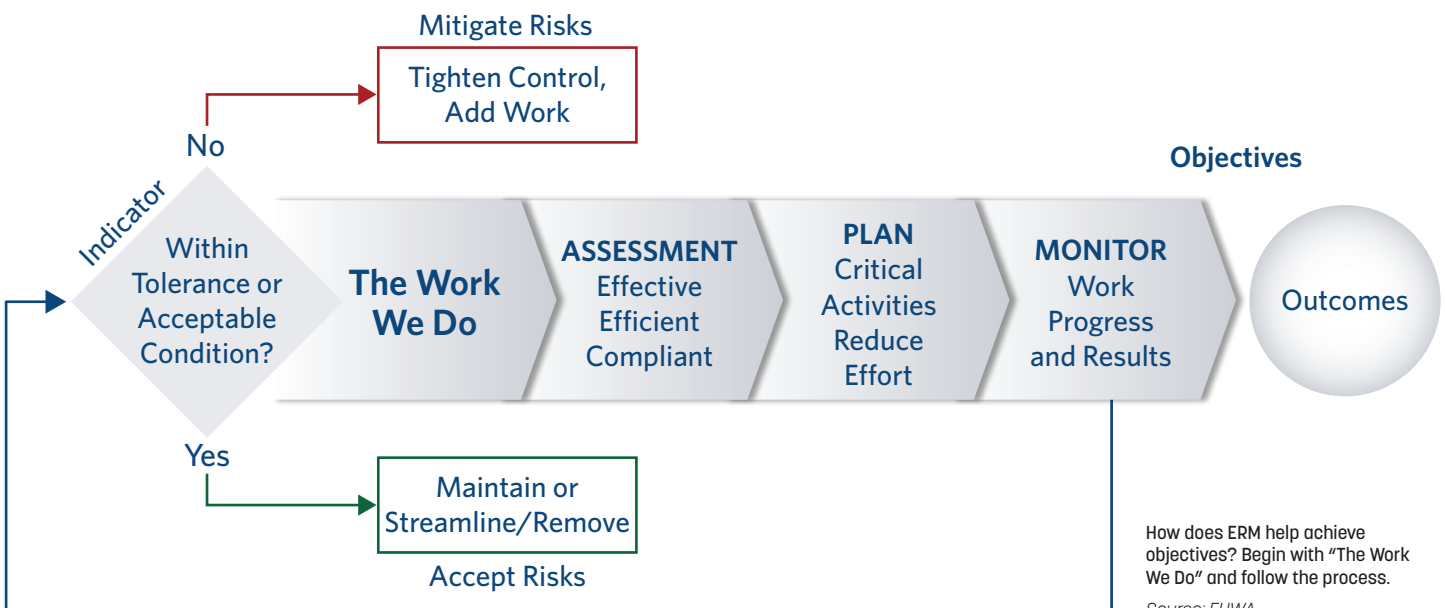 Mitigate Risks
Tighten Control,
Add Work
No
Objectives
Indicator
Within
Tolerance or
Acceptable
Condition?
The Work
We Do
ASSESSMENT
Effective
Efficient
Compliant
PLAN
Critical
Activities
Reduce
Effort
MONITOR
Work
Progress
and Results
Outcomes
Yes
Maintain or
Streamline/Remove
Accept Risks
How does ERM help achieve
objectives? Begin with “The Work
We Do” and follow the process.
Source: FHWA